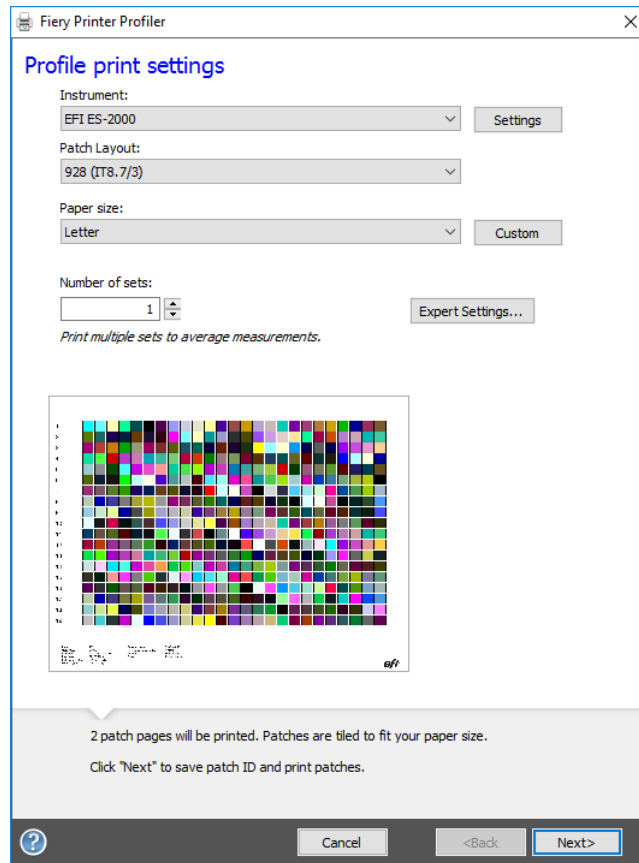 Fiery Printer Profiler
Profile print settings
Instrument:
EFI ES-2000
Settings
Patch Layout:
928 (IT8.7/3)
Paper size:
Letter
Custom
Number of sets:
1
Expert Settings...
Print multiple sets to average measurements.
efi
2 patch pages will be printed. Patches are tiled to fit your paper size.
Click "Next" to save patch ID and print patches.
?
Cancel
<Back
Next>